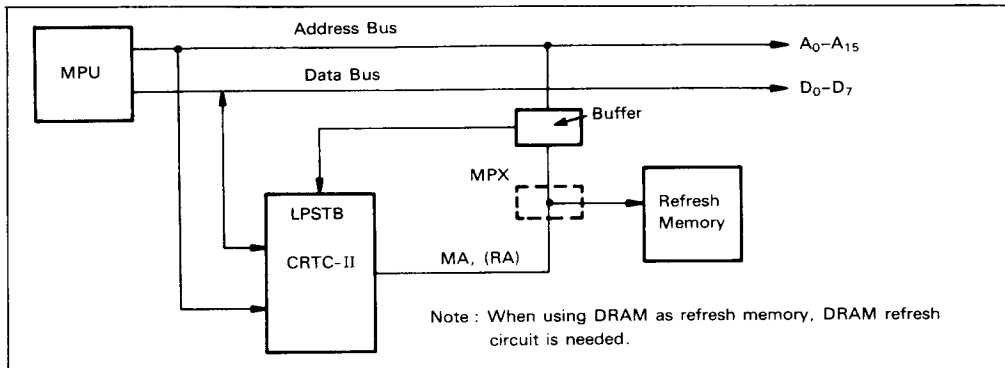 Address Bus
A₀–A₁₅
MPU
Data Bus
D₀–D₇
Buffer
MPX
LPSTB
CRTC-II
Refresh
Memory
MA, (RA)
Note : When using DRAM as refresh memory, DRAM refresh
circuit is needed.